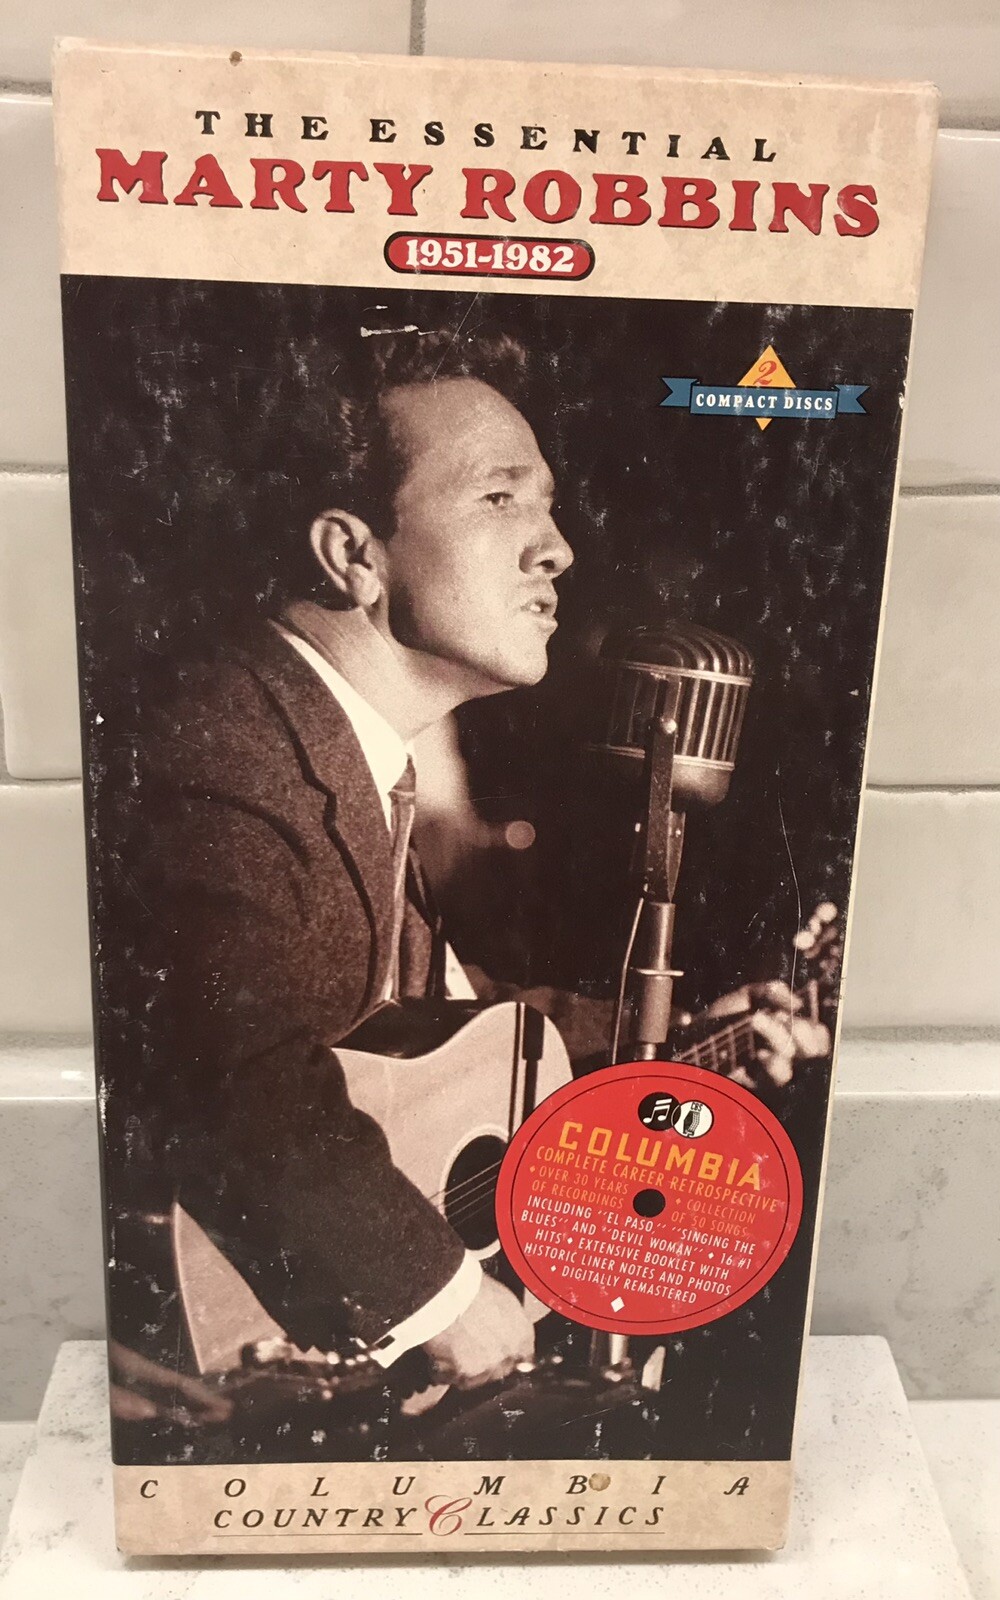 THE ESSENTIAL
MARTY ROBBINS
1951-1982
2
COMPACT DISCS
CBS
COLUMBIA
COMPLETE CAREER RETROSPECTIVE
• OVER 30 YEARS OF RECORDINGS
• COLLECTION OF 50 SONGS
INCLUDING "EL PASO," "SINGING THE
BLUES" AND "DEVIL WOMAN" • 16 #1
HITS • EXTENSIVE BOOKLET WITH
HISTORIC LINER NOTES AND PHOTOS
• DIGITALLY REMASTERED
COLUMBIA
COUNTRY CLASSICS